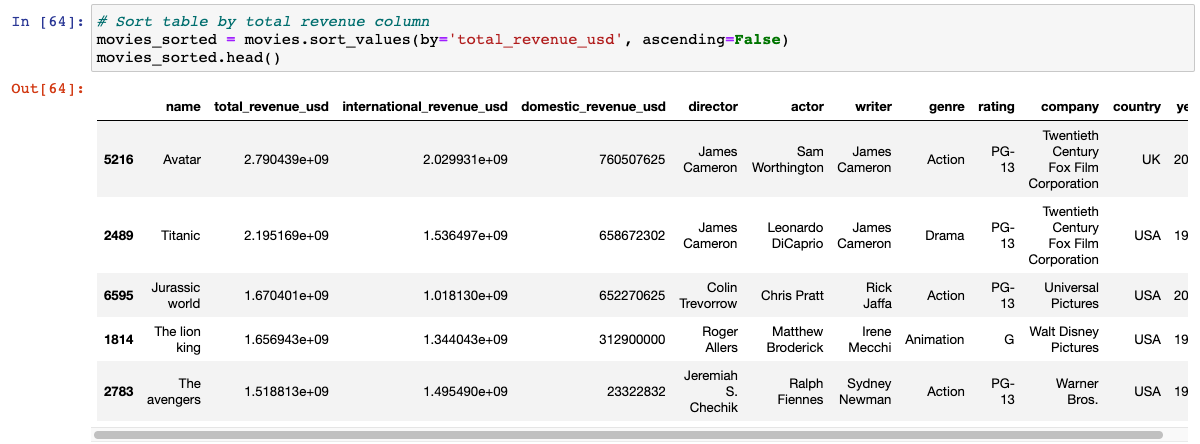 In [64]: # Sort table by total revenue column
movies_sorted = movies.sort_values(by='total_revenue_usd', ascending=False)
movies_sorted.head()
Out[64]:
name total_revenue_usd international_revenue_usd domestic_revenue_usd director actor writer genre rating company country ye
5216 Avatar 2.790439e+09 2.029931e+09 760507625 James Cameron Sam Worthington James Cameron Action PG-13 Twentieth Century Fox Film Corporation UK 20
2489 Titanic 2.195169e+09 1.536497e+09 658672302 James Cameron Leonardo DiCaprio James Cameron Drama PG-13 Twentieth Century Fox Film Corporation USA 19
6595 Jurassic world 1.670401e+09 1.018130e+09 652270625 Colin Trevorrow Chris Pratt Rick Jaffa Action PG-13 Universal Pictures USA 20
1814 The lion king 1.656943e+09 1.344043e+09 312900000 Roger Allers Matthew Broderick Irene Mecchi Animation G Walt Disney Pictures USA 19
2783 The avengers 1.518813e+09 1.495490e+09 23322832 Jeremiah S. Chechik Ralph Fiennes Sydney Newman Action PG-13 Warner Bros. USA 19